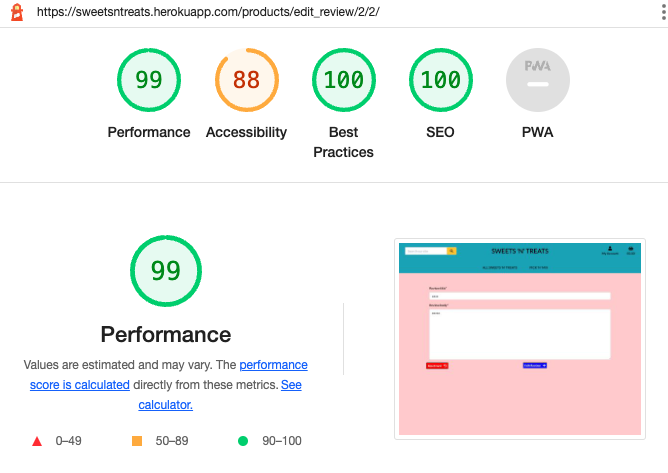 https://sweetsntreats.herokuapp.com/products/edit_review/2/2/
99
88
100
100
PWA
Performance
Accessibility
Best
Practices
SEO
PWA
99
Performance
Values are estimated and may vary. The performance
score is calculated directly from these metrics. See
calculator.
0–49
50–89
90–100
SWEETS 'N' TREATS